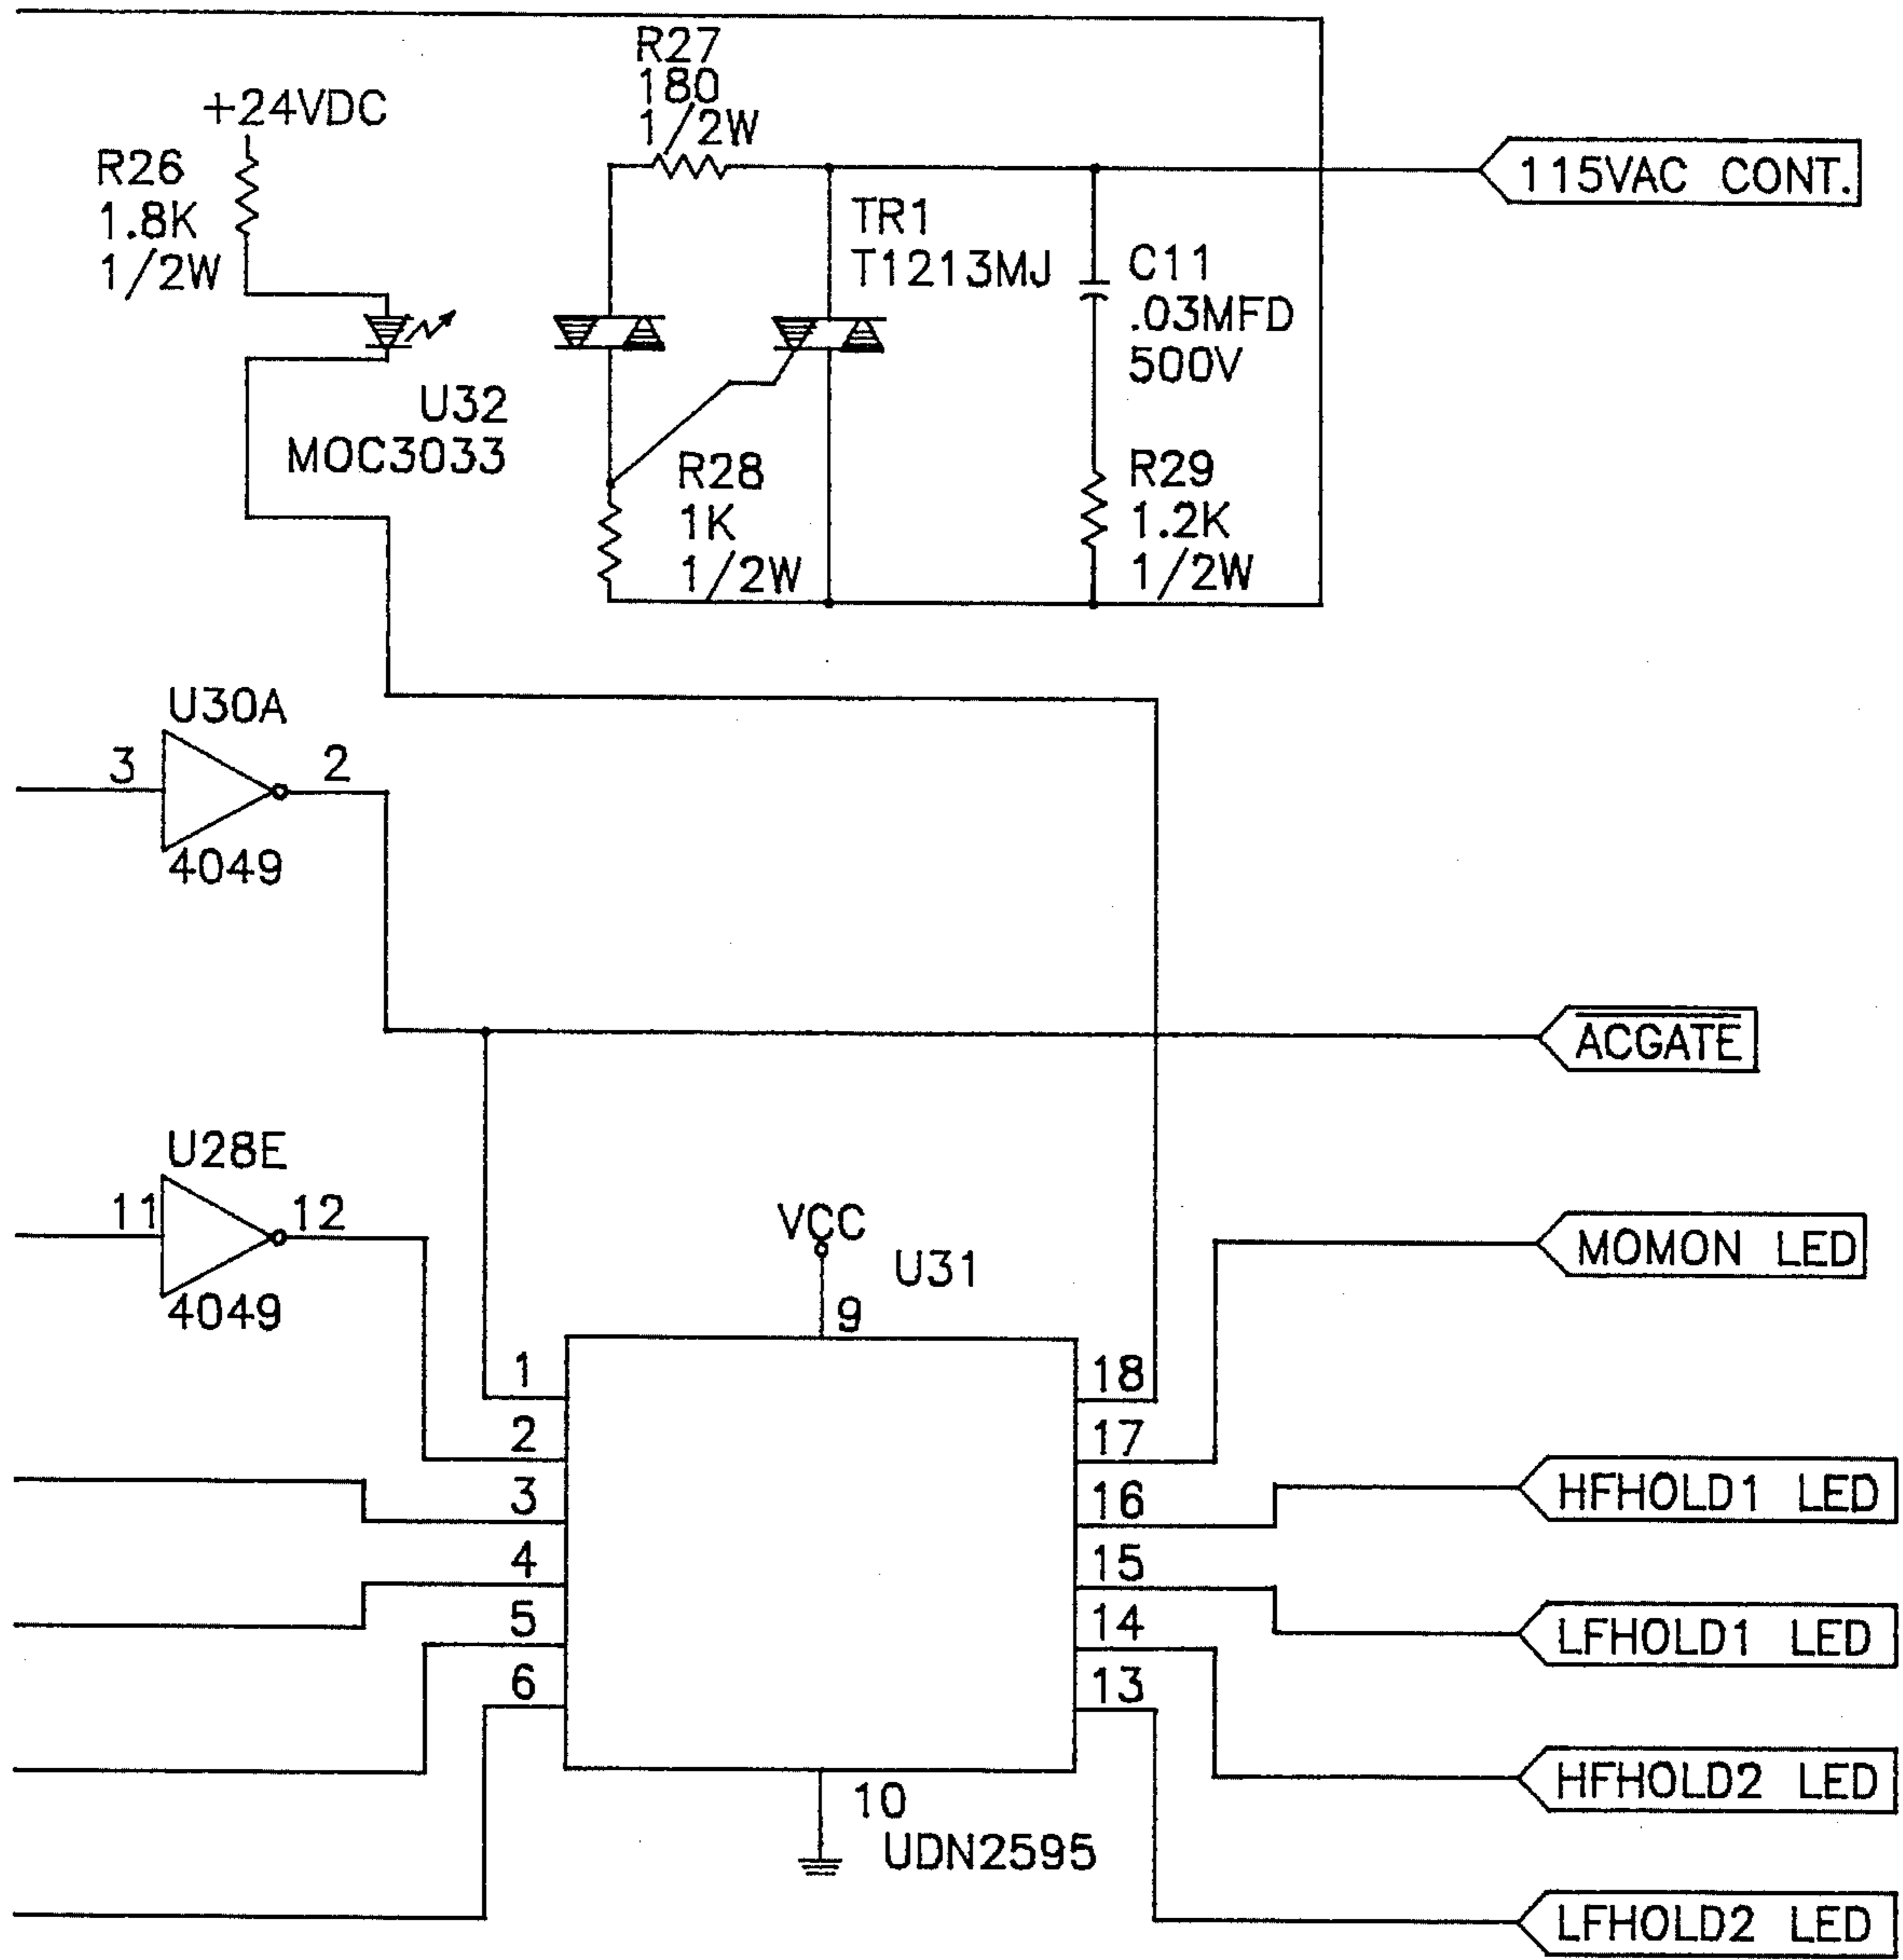 R27
180
1/2W
+24VDC
R26
1.8K
1/2W
115VAC CONT.
TR1
T1213MJ
C11
.03MFD
500V
U32
MOC3033
R28
1K
1/2W
R29
1.2K
1/2W
U30A
3
2
4049
ACGATE
U28E
11
12
4049
VCC
U31
9
MOMON LED
1
18
2
17
3
16
HFHOLD1 LED
4
15
5
14
LFHOLD1 LED
6
13
10
UDN2595
HFHOLD2 LED
LFHOLD2 LED